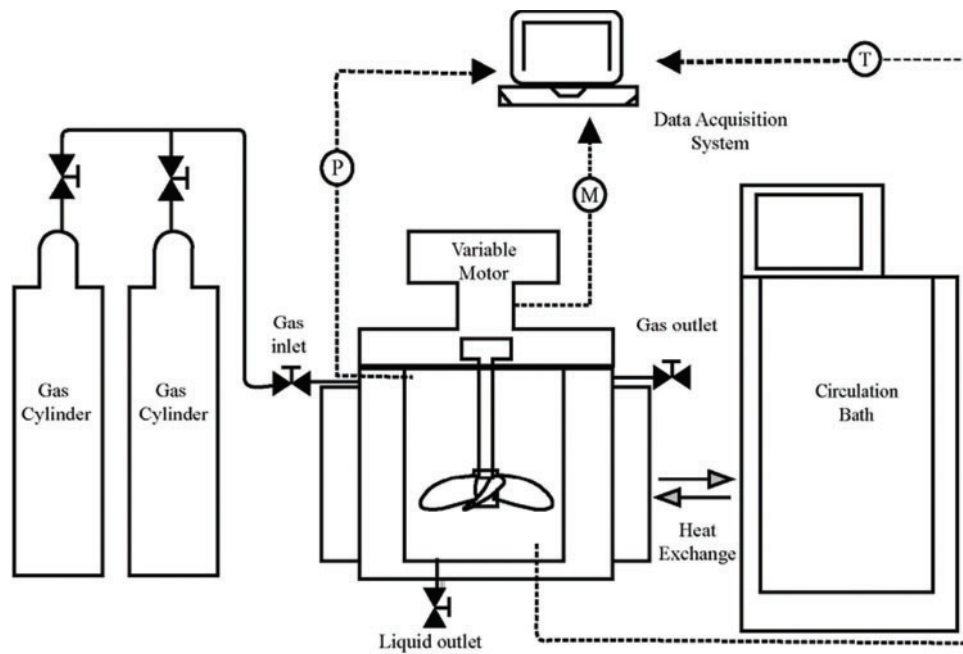 T
Data Acquisition
System
P
M
Variable
Motor
Gas
inlet
Gas outlet
Gas
Cylinder
Gas
Cylinder
Circulation
Bath
Heat
Exchange
Liquid outlet